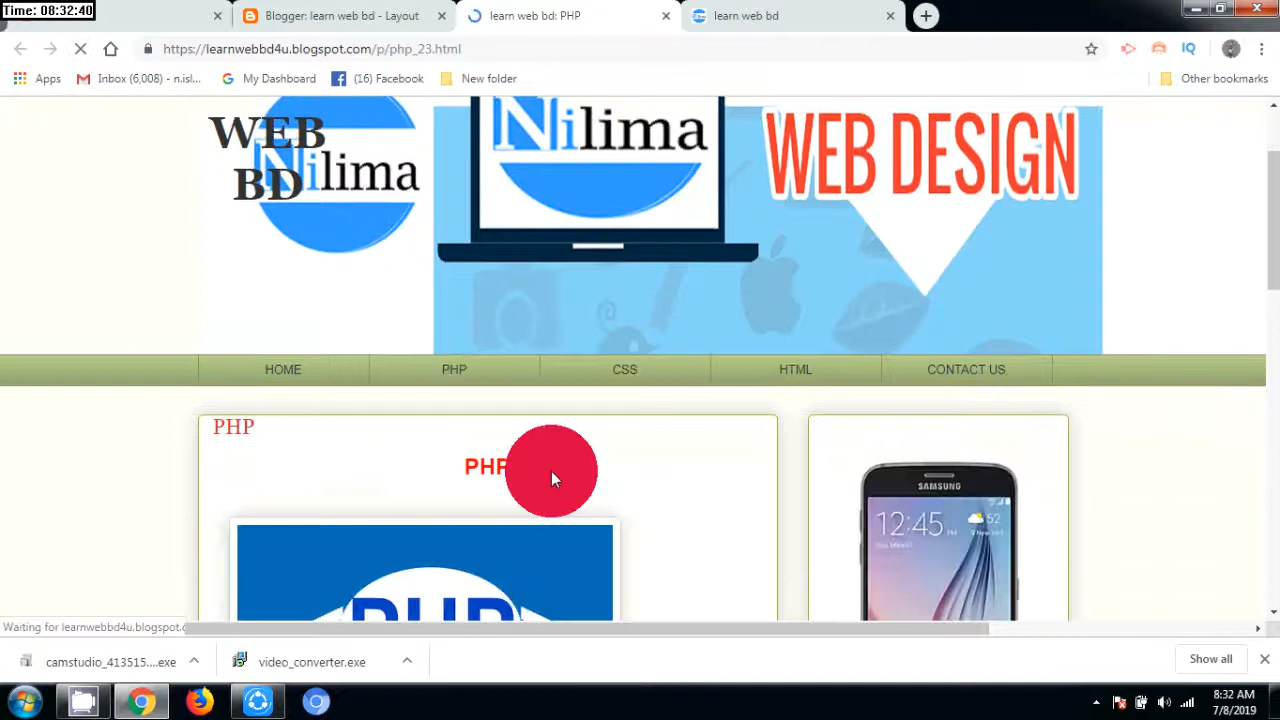 Time: 08:32:40
Blogger: learn web bd - Layout
learn web bd: PHP
learn web bd
https://learnwebbd4u.blogspot.com/p/php_23.html
IQ
Apps
Inbox (6,008) - n.isl...
My Dashboard
(16) Facebook
New folder
Other bookmarks
WEB
BD
Nilima
Nilima
WEB DESIGN
HOME
PHP
CSS
HTML
CONTACT US
PHP
PHP
SAMSUNG
12:45
52
PHP
Waiting for learnwebbd4u.blogspot.
camstudio_413515....exe
video_converter.exe
Show all
8:32 AM
7/8/2019